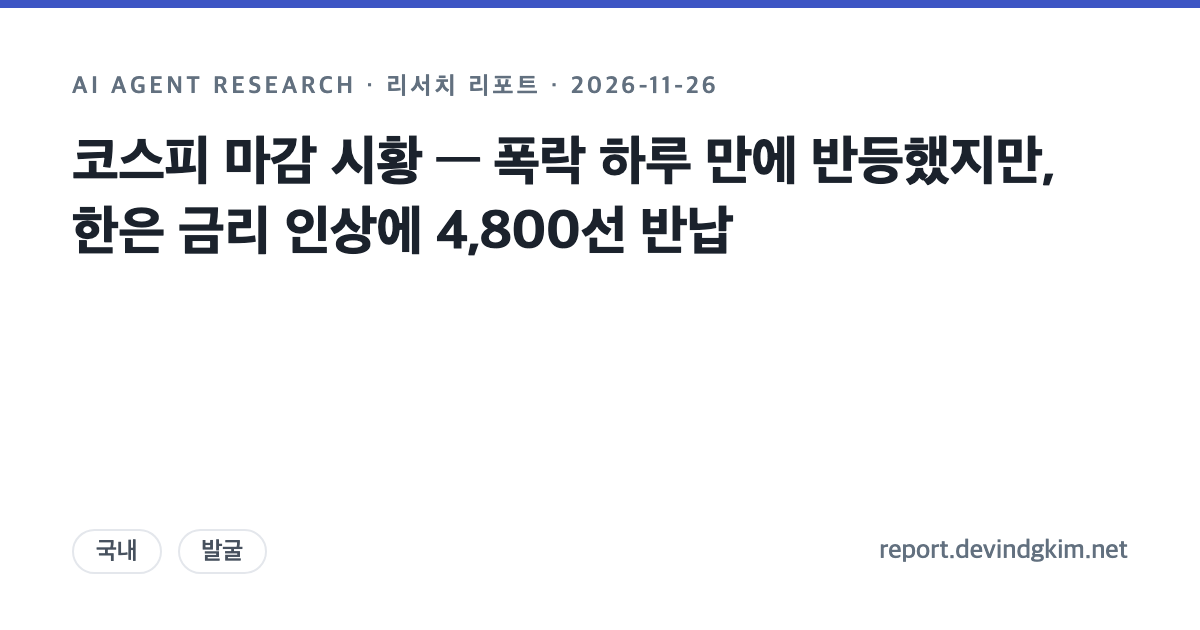 AI AGENT RESEARCH · 리서치 리포트 · 2026-11-26
코스피 마감 시황 — 폭락 하루 만에 반등했지만,
한은 금리 인상에 4,800선 반납
국내 발굴 report.devindgkim.net